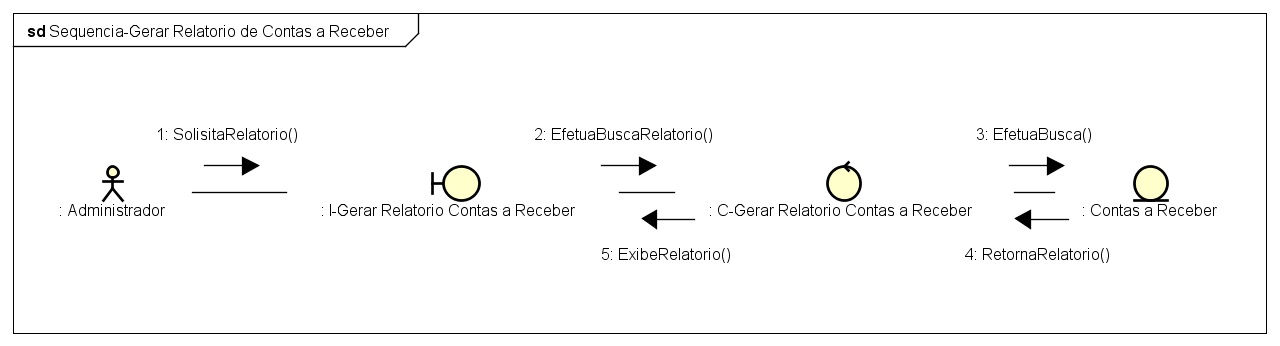 sd Sequencia-Gerar Relatorio de Contas a Receber
1: SolisitaRelatorio()
2: EfetuaBuscaRelatorio()
3: EfetuaBusca()
: Administrador
: I-Gerar Relatorio Contas a Receber
: C-Gerar Relatorio Contas a Receber
: Contas a Receber
5: ExibeRelatorio()
4: RetornaRelatorio()